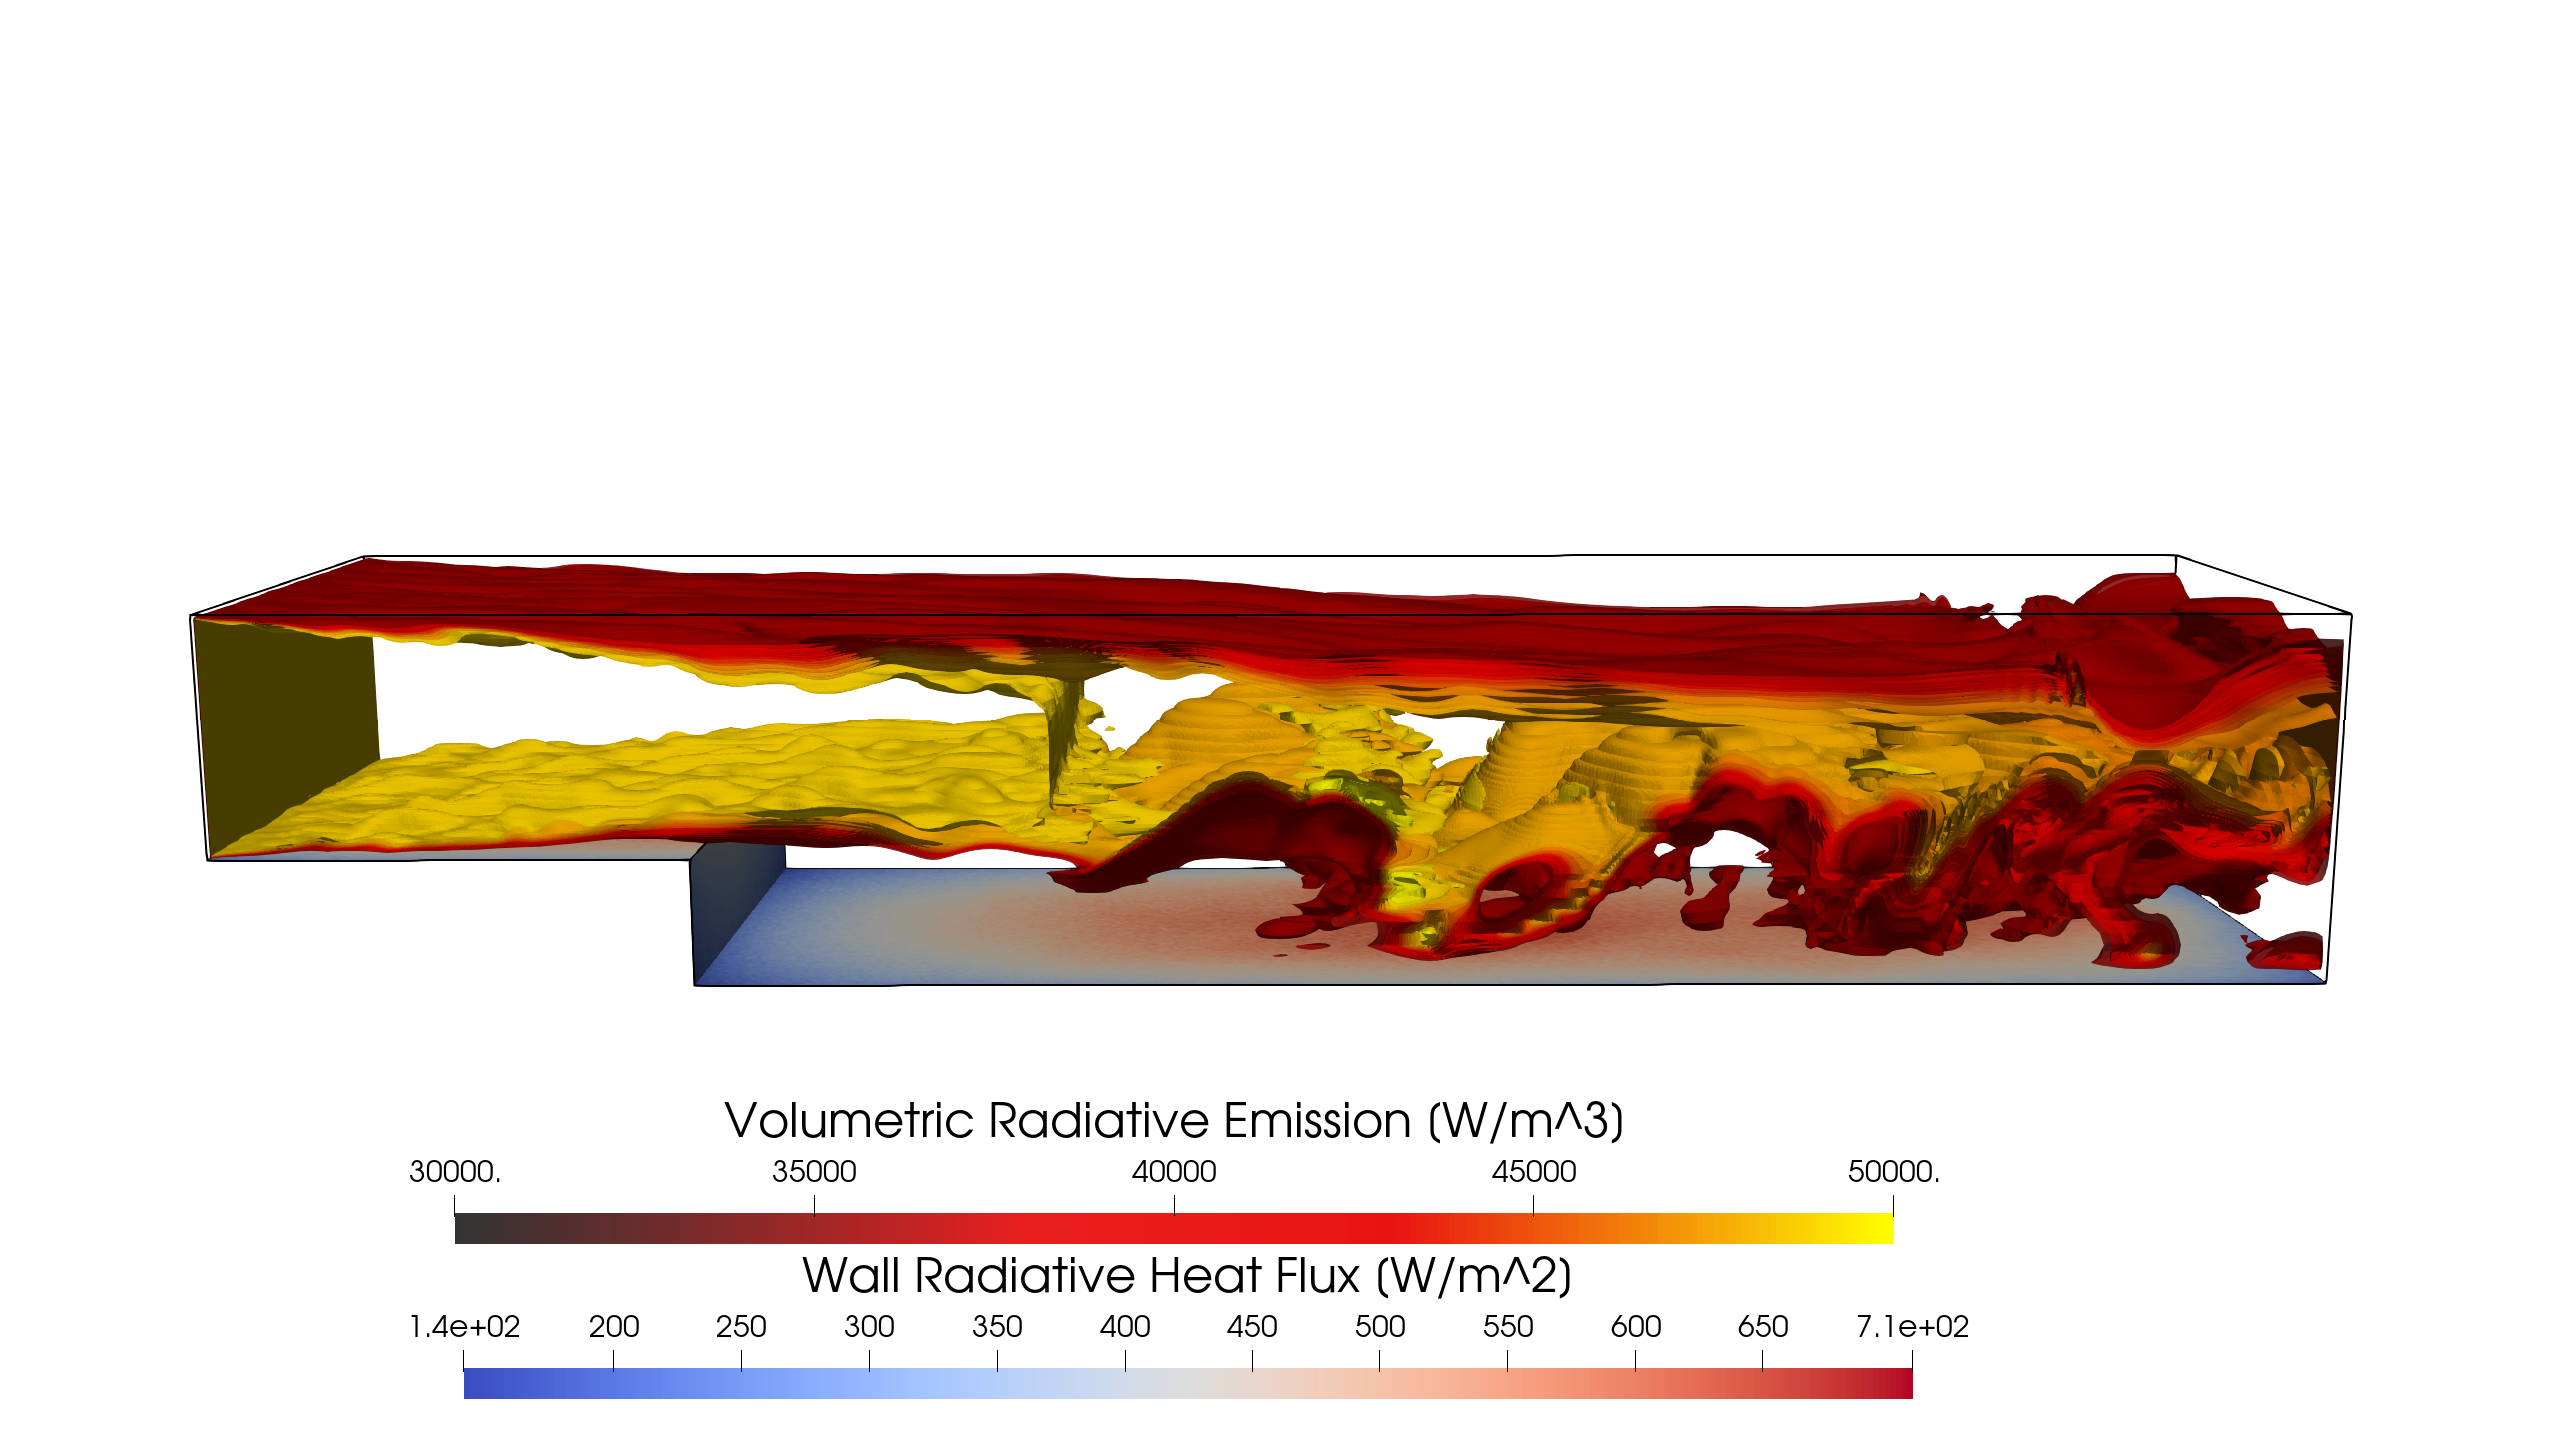 Volumetric Radiative Emission (W/m^3)
30000. 35000 40000 45000 50000.
Wall Radiative Heat Flux (W/m^2)
1.4e+02 200 250 300 350 400 450 500 550 600 650 7.1e+02